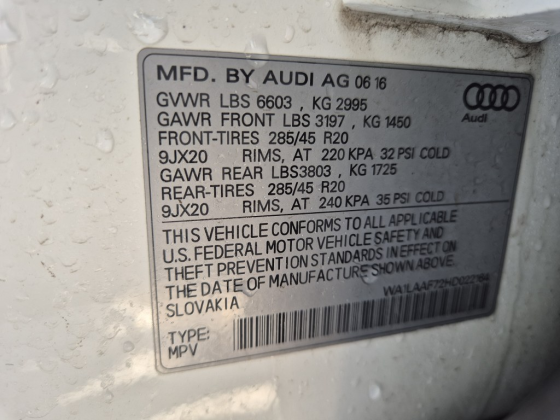 MFD. BY AUDI AG 06 16
GVWR LBS 6603 , KG 2995
GAWR FRONT LBS 3197 , KG 1450
FRONT-TIRES 285/45 R20
9JX20 RIMS, AT 220 KPA 32 PSI COLD
GAWR REAR LBS3803 , KG 1725
REAR-TIRES 285/45 R20
9JX20 RIMS, AT 240 KPA 35 PSI COLD
Audi
THIS VEHICLE CONFORMS TO ALL APPLICABLE
U.S. FEDERAL MOTOR VEHICLE SAFETY AND
THEFT PREVENTION STANDARDS IN EFFECT ON
THE DATE OF MANUFACTURE SHOWN ABOVE.
SLOVAKIA
WA1LAAF72HD022164
TYPE:
MPV